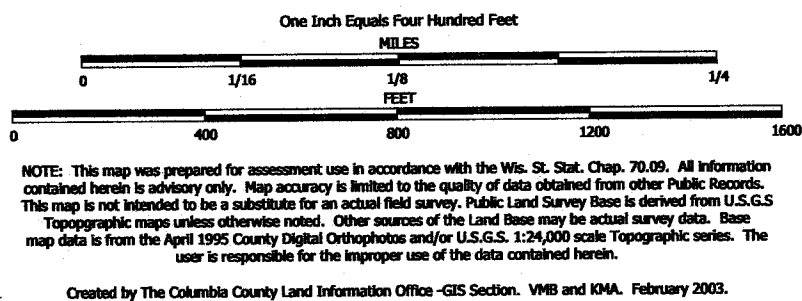 One Inch Equals Four Hundred Feet
MILES
0 1/16 1/8 1/4
FEET
0 400 800 1200 1600
NOTE: This map was prepared for assessment use in accordance with the Wis. St. Stat. Chap. 70.09. All information
contained herein is advisory only. Map accuracy is limited to the quality of data obtained from other Public Records.
This map is not intended to be a substitute for an actual field survey. Public Land Survey Base is derived from U.S.G.S
Topopgraphic maps unless otherwise noted. Other sources of the Land Base may be actual survey data. Base
map data is from the April 1995 County Digital Orthophotos and/or U.S.G.S. 1:24,000 scale Topographic series. The
user is responsible for the improper use of the data contained herein.
Created by The Columbia County Land Information Office -GIS Section. VMB and KMA. February 2003.